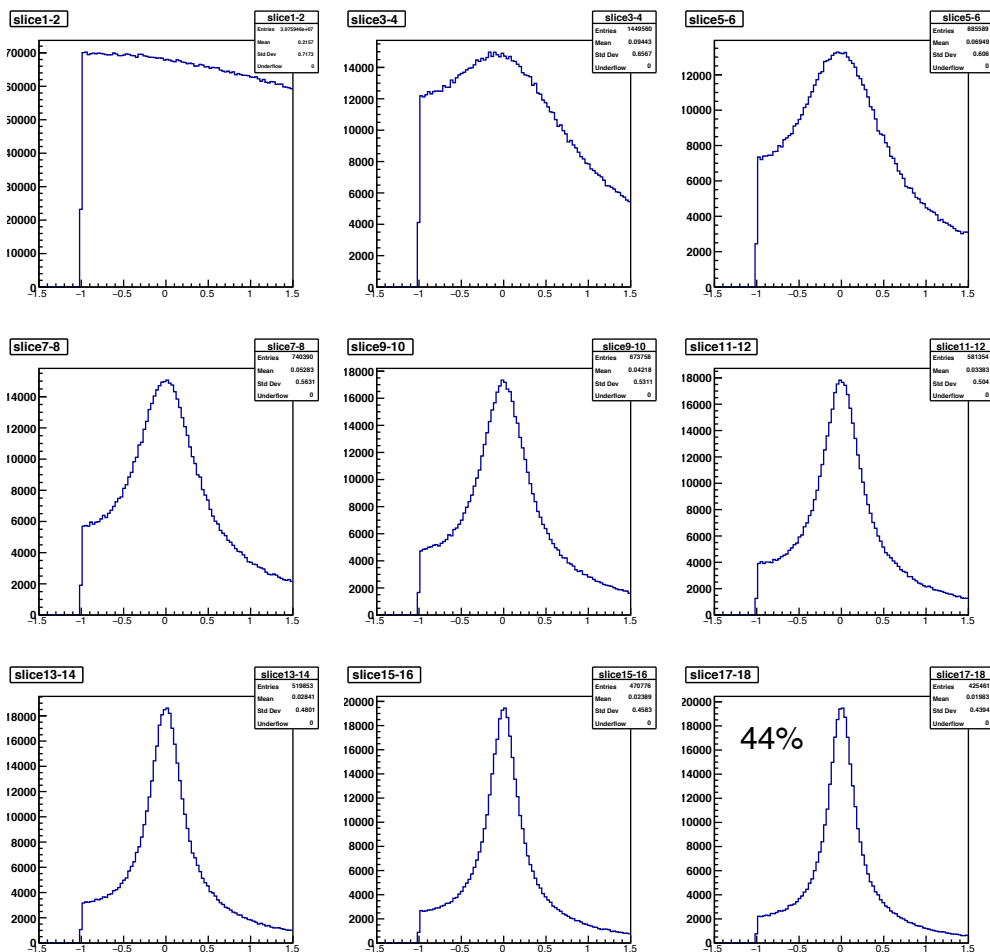 slice1-2
slice1-2
Entries 3.975946e+07
Mean 0.2157
Std Dev 0.7173
Underflow 0
70000
60000
50000
40000
30000
20000
10000
0
−1.5 −1 −0.5 0 0.5 1 1.5
slice3-4
slice3-4
Entries 1449560
Mean 0.09443
Std Dev 0.6567
Underflow 0
14000
12000
10000
8000
6000
4000
2000
0
−1.5 −1 −0.5 0 0.5 1 1.5
slice5-6
slice5-6
Entries 885589
Mean 0.06949
Std Dev 0.606
Underflow 0
12000
10000
8000
6000
4000
2000
0
−1.5 −1 −0.5 0 0.5 1 1.5
slice7-8
slice7-8
Entries 740390
Mean 0.05283
Std Dev 0.5631
Underflow 0
14000
12000
10000
8000
6000
4000
2000
0
−1.5 −1 −0.5 0 0.5 1 1.5
slice9-10
slice9-10
Entries 673758
Mean 0.04218
Std Dev 0.5311
Underflow 0
16000
14000
12000
10000
8000
6000
4000
2000
0
−1.5 −1 −0.5 0 0.5 1 1.5
slice11-12
slice11-12
Entries 581354
Mean 0.03383
Std Dev 0.504
Underflow 0
18000
16000
14000
12000
10000
8000
6000
4000
2000
0
−1.5 −1 −0.5 0 0.5 1 1.5
slice13-14
slice13-14
Entries 519853
Mean 0.02841
Std Dev 0.4801
Underflow 0
18000
16000
14000
12000
10000
8000
6000
4000
2000
0
−1.5 −1 −0.5 0 0.5 1 1.5
slice15-16
slice15-16
Entries 470776
Mean 0.02389
Std Dev 0.4583
Underflow 0
20000
18000
16000
14000
12000
10000
8000
6000
4000
2000
0
−1.5 −1 −0.5 0 0.5 1 1.5
slice17-18
slice17-18
Entries 425461
Mean 0.01983
Std Dev 0.4394
Underflow 0
44%
20000
18000
16000
14000
12000
10000
8000
6000
4000
2000
0
−1.5 −1 −0.5 0 0.5 1 1.5